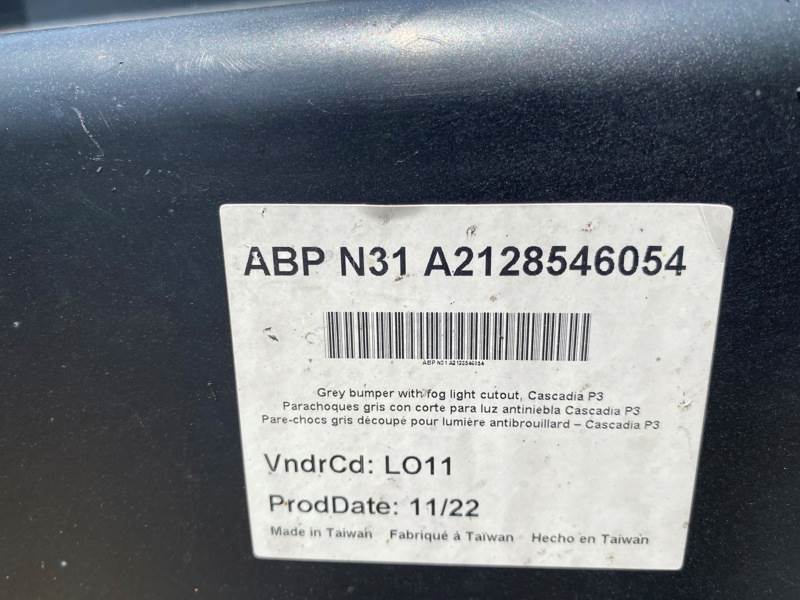 ABP N31 A2128546054
ABP N31 A2128546054
Grey bumper with fog light cutout, Cascadia P3
Parachoques gris con corte para luz antiniebla Cascadia P3
Pare-chocs gris découpé pour lumière antibrouillard – Cascadia P3
VndrCd: LO11
ProdDate: 11/22
Made in Taiwan Fabriqué á Taïwan Hecho en Taiwan